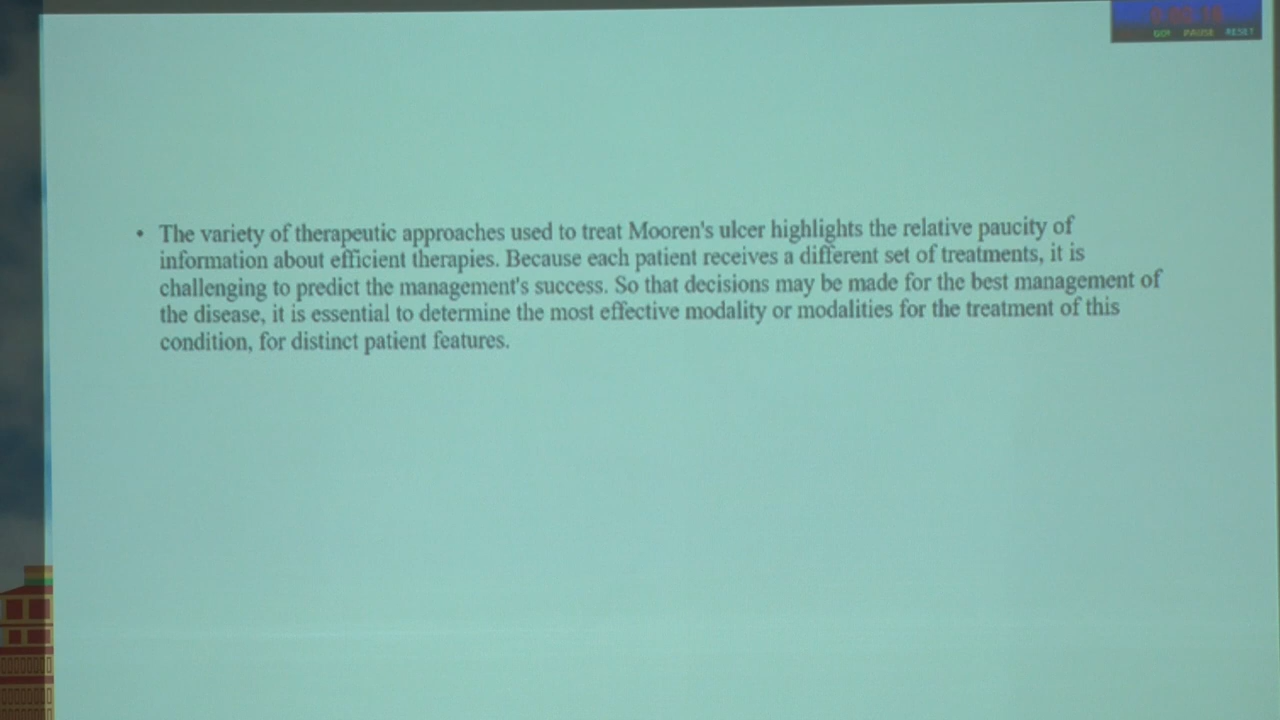 GO! PAUSE RESET
• The variety of therapeutic approaches used to treat Mooren's ulcer highlights the relative paucity of
information about efficient therapies. Because each patient receives a different set of treatments, it is
challenging to predict the management's success. So that decisions may be made for the best management of
the disease, it is essential to determine the most effective modality or modalities for the treatment of this
condition, for distinct patient features.